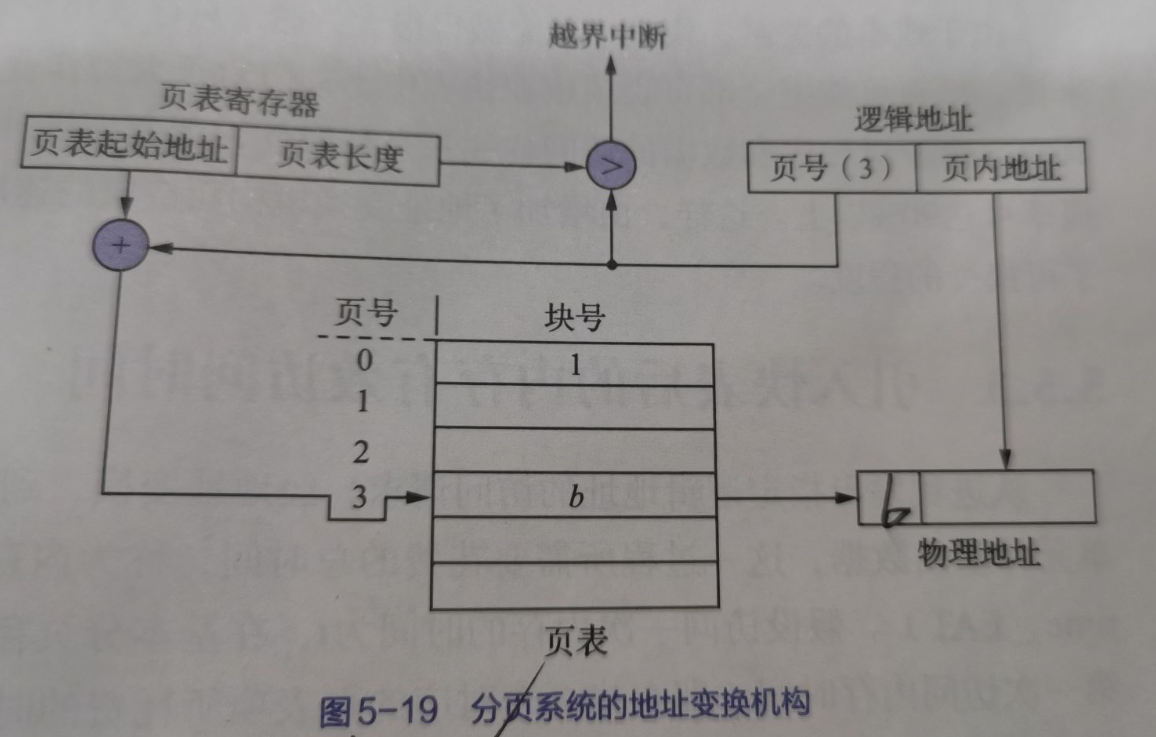 越界中断
页表寄存器
页表起始地址 页表长度
>
逻辑地址
页号(3) 页内地址
+
页号 块号
0 1
1
2
3 b
b
物理地址
页表
图5-19 分页系统的地址变换机构